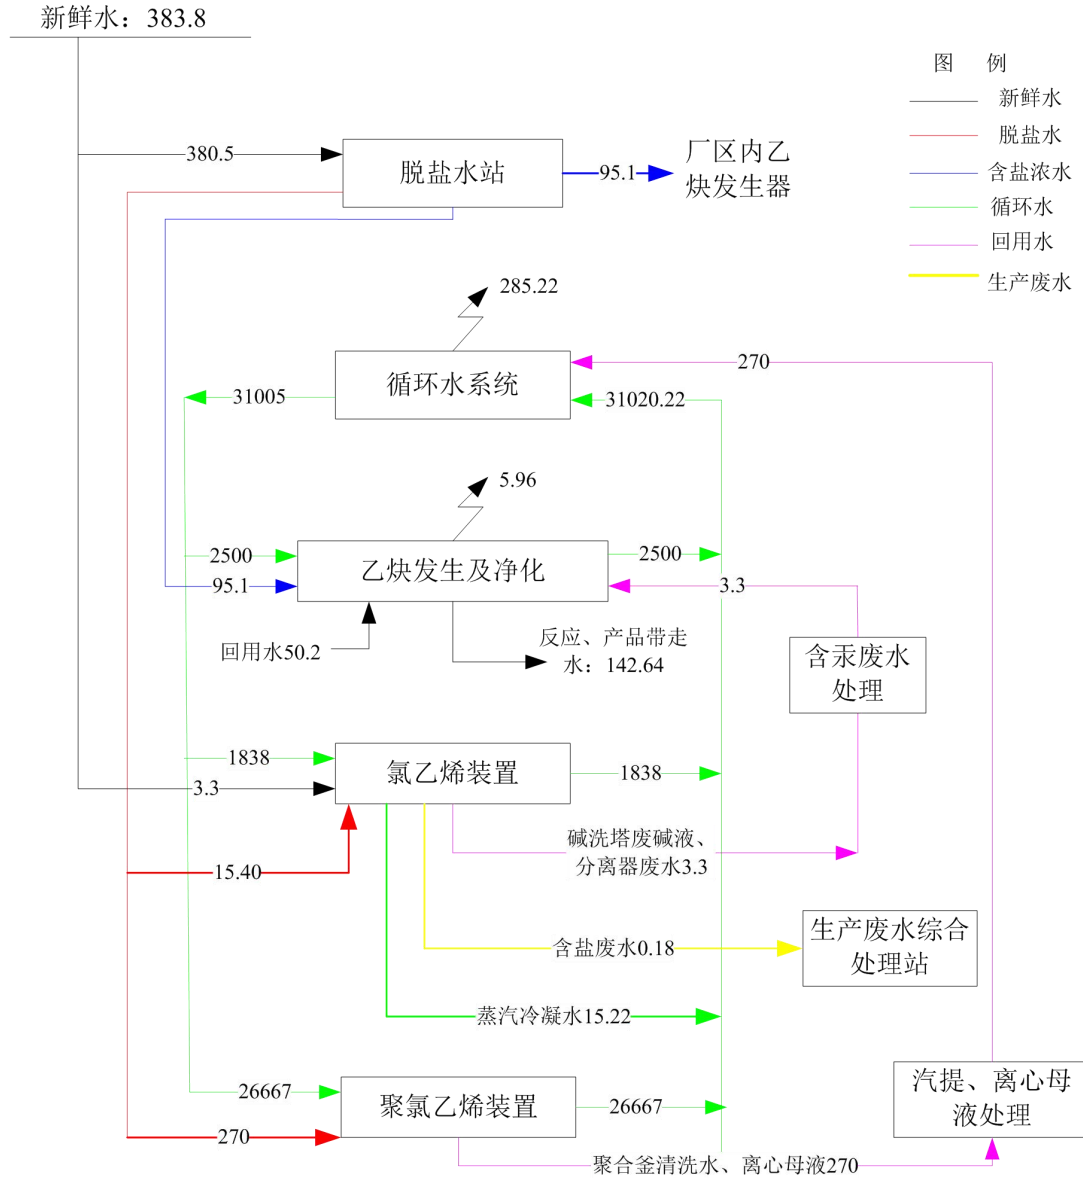 新鲜水：383.8
图 例
新鲜水
脱盐水
含盐浓水
循环水
回用水
生产废水
380.5
脱盐水站
95.1
厂区内乙
炔发生器
285.22
循环水系统
270
31005
31020.22
5.96
乙炔发生及净化
2500
2500
95.1
3.3
回用水50.2
反应、产品带走
水：142.64
含汞废水
处理
氯乙烯装置
1838
1838
3.3
碱洗塔废碱液、
分离器废水3.3
15.40
含盐废水0.18
生产废水综合
处理站
蒸汽冷凝水15.22
聚氯乙烯装置
26667
26667
汽提、离心母
液处理
270
聚合釜清洗水、离心母液270